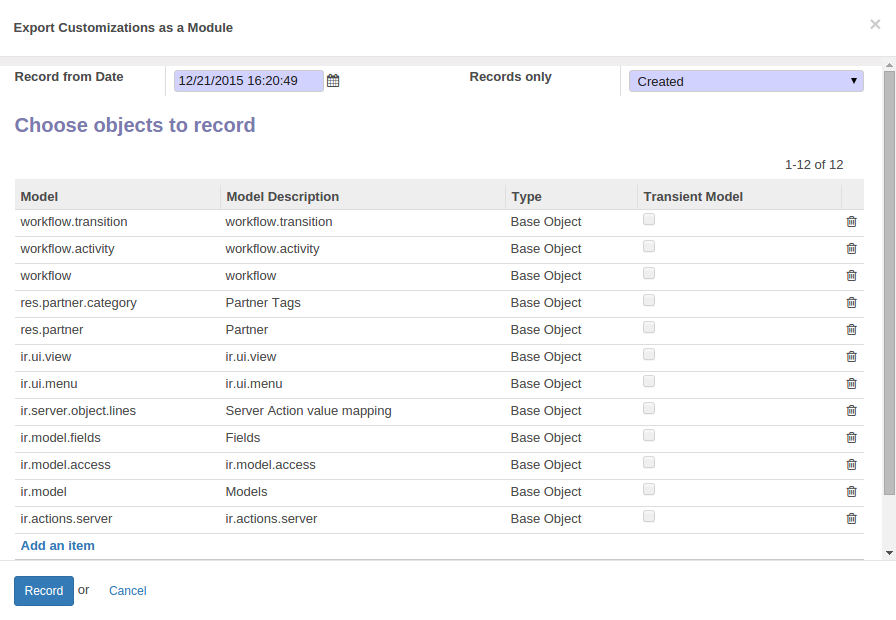 Export Customizations as a Module ×
Record from Date 12/21/2015 16:20:49 Records only Created
Choose objects to record
1-12 of 12
Model Model Description Type Transient Model
workflow.transition workflow.transition Base Object
workflow.activity workflow.activity Base Object
workflow workflow Base Object
res.partner.category Partner Tags Base Object
res.partner Partner Base Object
ir.ui.view ir.ui.view Base Object
ir.ui.menu ir.ui.menu Base Object
ir.server.object.lines Server Action value mapping Base Object
ir.model.fields Fields Base Object
ir.model.access ir.model.access Base Object
ir.model Models Base Object
ir.actions.server ir.actions.server Base Object
Add an item
Record or Cancel